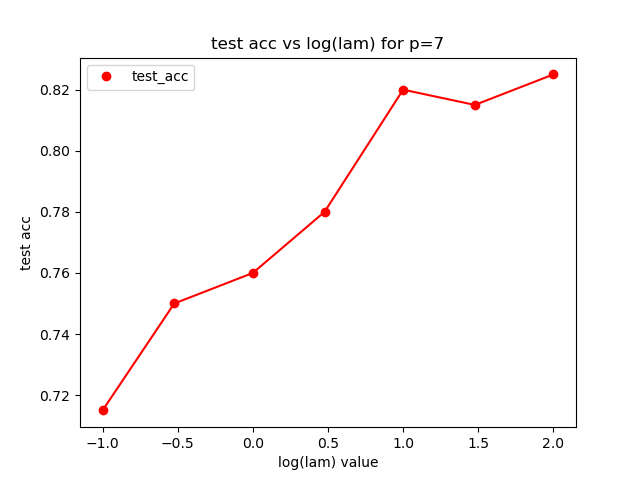 test acc vs log(lam) for p=7
test_acc
0.82
0.80
0.78
0.76
0.74
0.72
test acc
−1.0 −0.5 0.0 0.5 1.0 1.5 2.0
log(lam) value